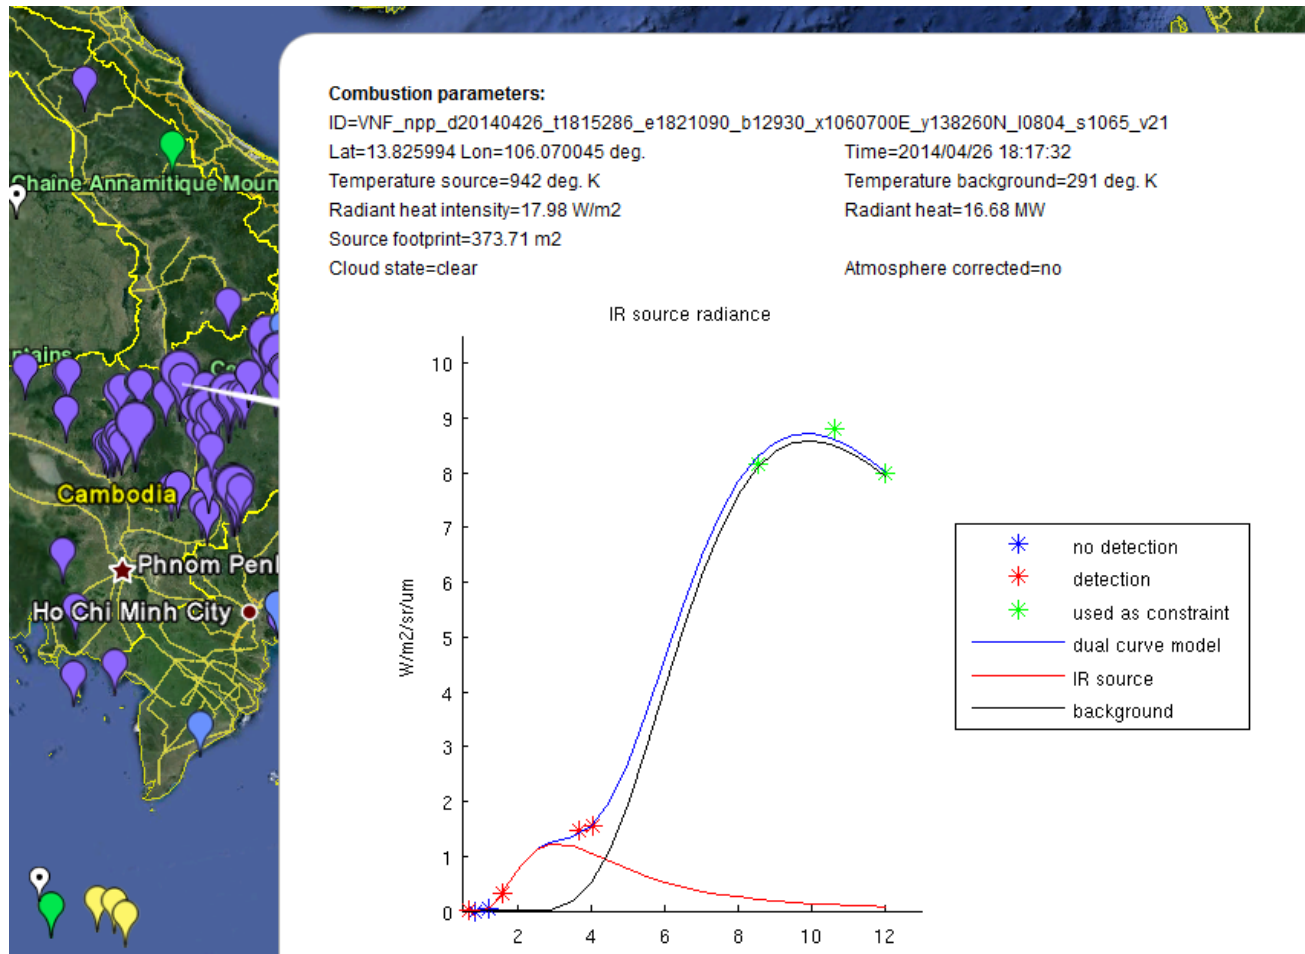 Combustion parameters:
ID=VNF_npp_d20140426_t1815286_e1821090_b12930_x1060700E_y138260N_l0804_s1065_v21
Lat=13.825994 Lon=106.070045 deg. Time=2014/04/26 18:17:32
Temperature source=942 deg. K Temperature background=291 deg. K
Radiant heat intensity=17.98 W/m2 Radiant heat=16.68 MW
Source footprint=373.71 m2
Cloud state=clear Atmosphere corrected=no
Chaîne Annamitique Moun
ntains
Co
Cambodia
Phnom Penl
Ho Chi Minh City
IR source radiance
10
9
8
7
6
5
4
3
2
1
0
W/m2/sr/um
2 4 6 8 10 12
no detection
detection
used as constraint
dual curve model
IR source
background